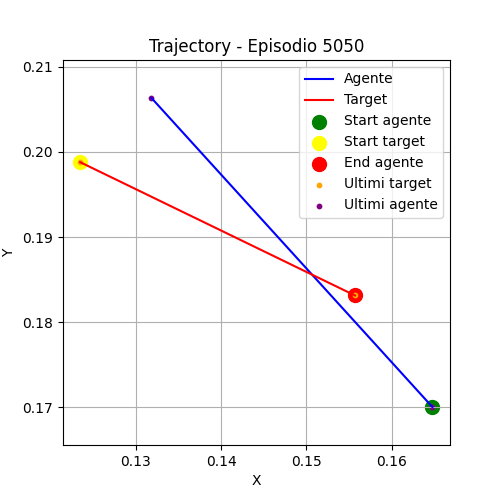 Trajectory - Episodio 5050
0.21
0.20
0.19
0.18
0.17
Y
Agente
Target
Start agente
Start target
End agente
Ultimi target
Ultimi agente
0.13 0.14 0.15 0.16
X